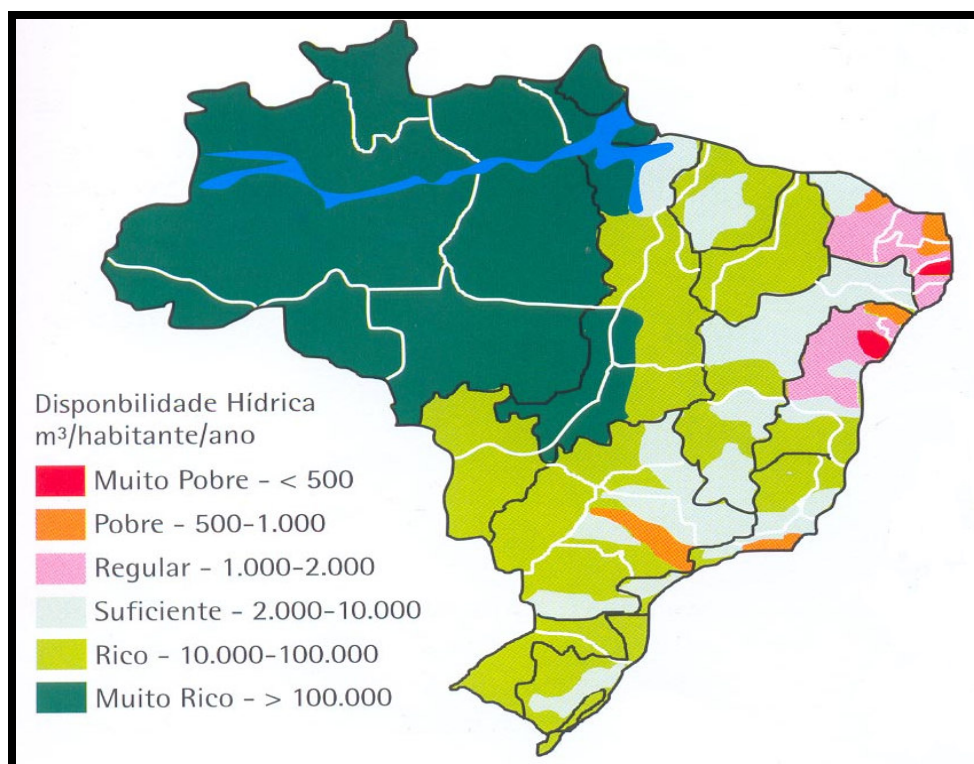 Disponbilidade Hídrica
m³/habitante/ano
Muito Pobre - < 500
Pobre - 500-1.000
Regular - 1.000-2.000
Suficiente - 2.000-10.000
Rico - 10.000-100.000
Muito Rico - > 100.000